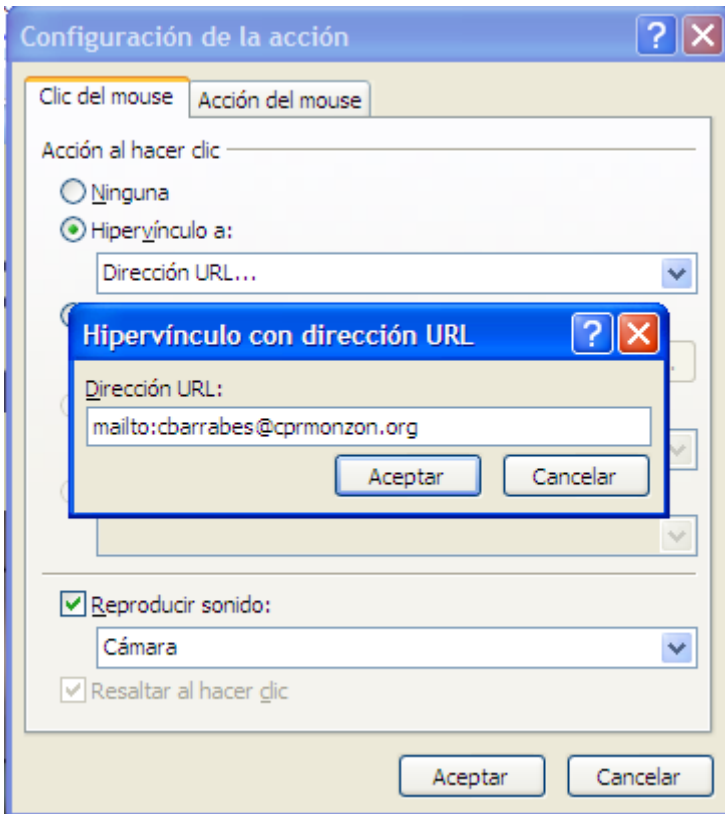 Configuración de la acción
Clic del mouse
Acción del mouse
Acción al hacer clic
Ninguna
Hipervínculo a:
Dirección URL...
Hipervínculo con dirección URL
Dirección URL:
mailto:cbarrabes@cprmonzon.org
Aceptar
Cancelar
Reproducir sonido:
Cámara
Resaltar al hacer clic
Aceptar
Cancelar